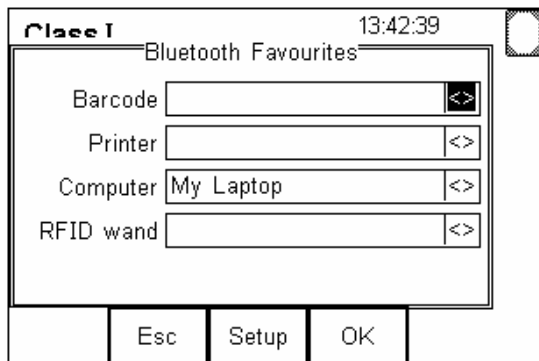 Class I 13:42:39
Bluetooth Favourites
Barcode <>
Printer <>
Computer My Laptop <>
RFID wand <>
Esc Setup OK